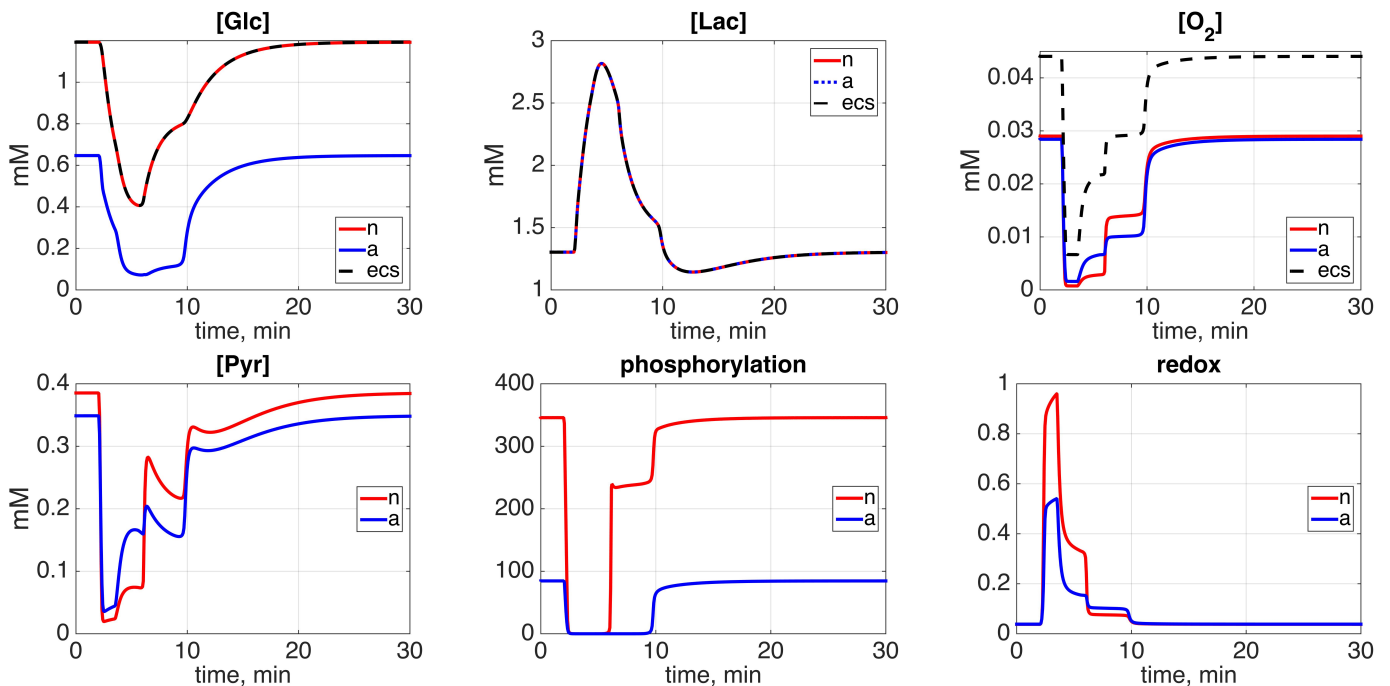 [Glc]
mM
1
0.8
0.6
0.4
0.2
0
n
a
ecs
0
10
20
30
time, min
[Lac]
3
2.5
2
1.5
1
n
a
ecs
0
10
20
30
time, min
[O2]
mM
0.04
0.03
0.02
0.01
0
n
a
ecs
0
10
20
30
time, min
[Pyr]
mM
0.4
0.3
0.2
0.1
0
n
a
0
10
20
30
time, min
phosphorylation
400
300
200
100
0
n
a
0
10
20
30
time, min
redox
1
0.8
0.6
0.4
0.2
0
n
a
0
10
20
30
time, min